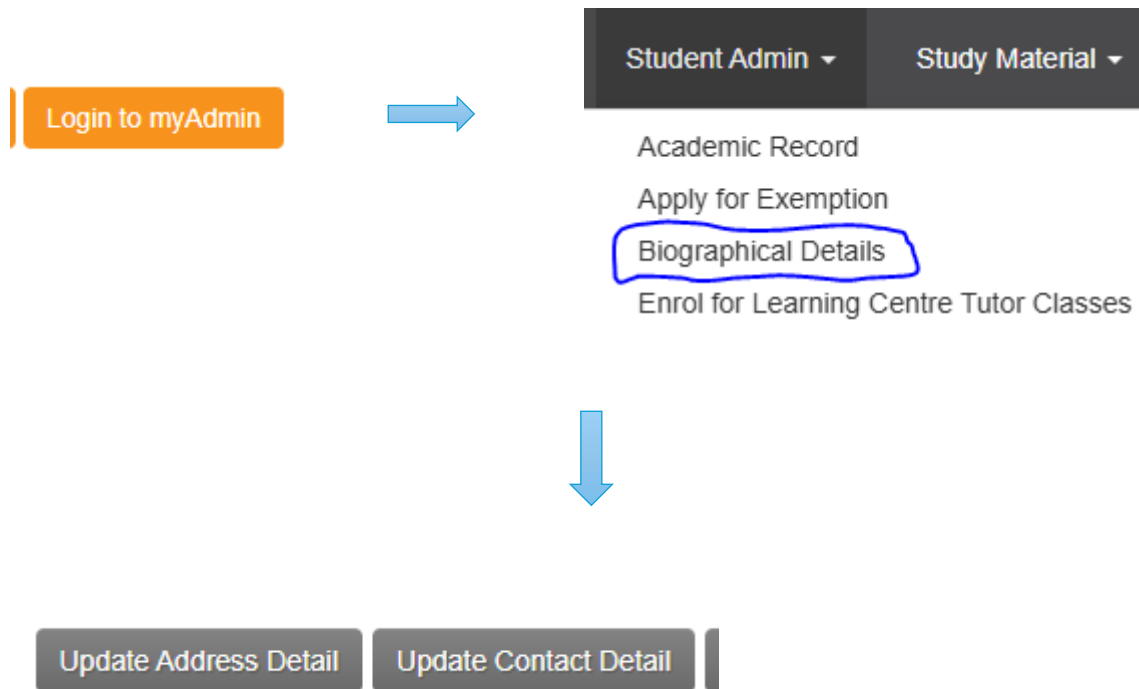 Login to myAdmin
Student Admin Study Material
Academic Record
Apply for Exemption
Biographical Details
Enrol for Learning Centre Tutor Classes
Update Address Detail Update Contact Detail